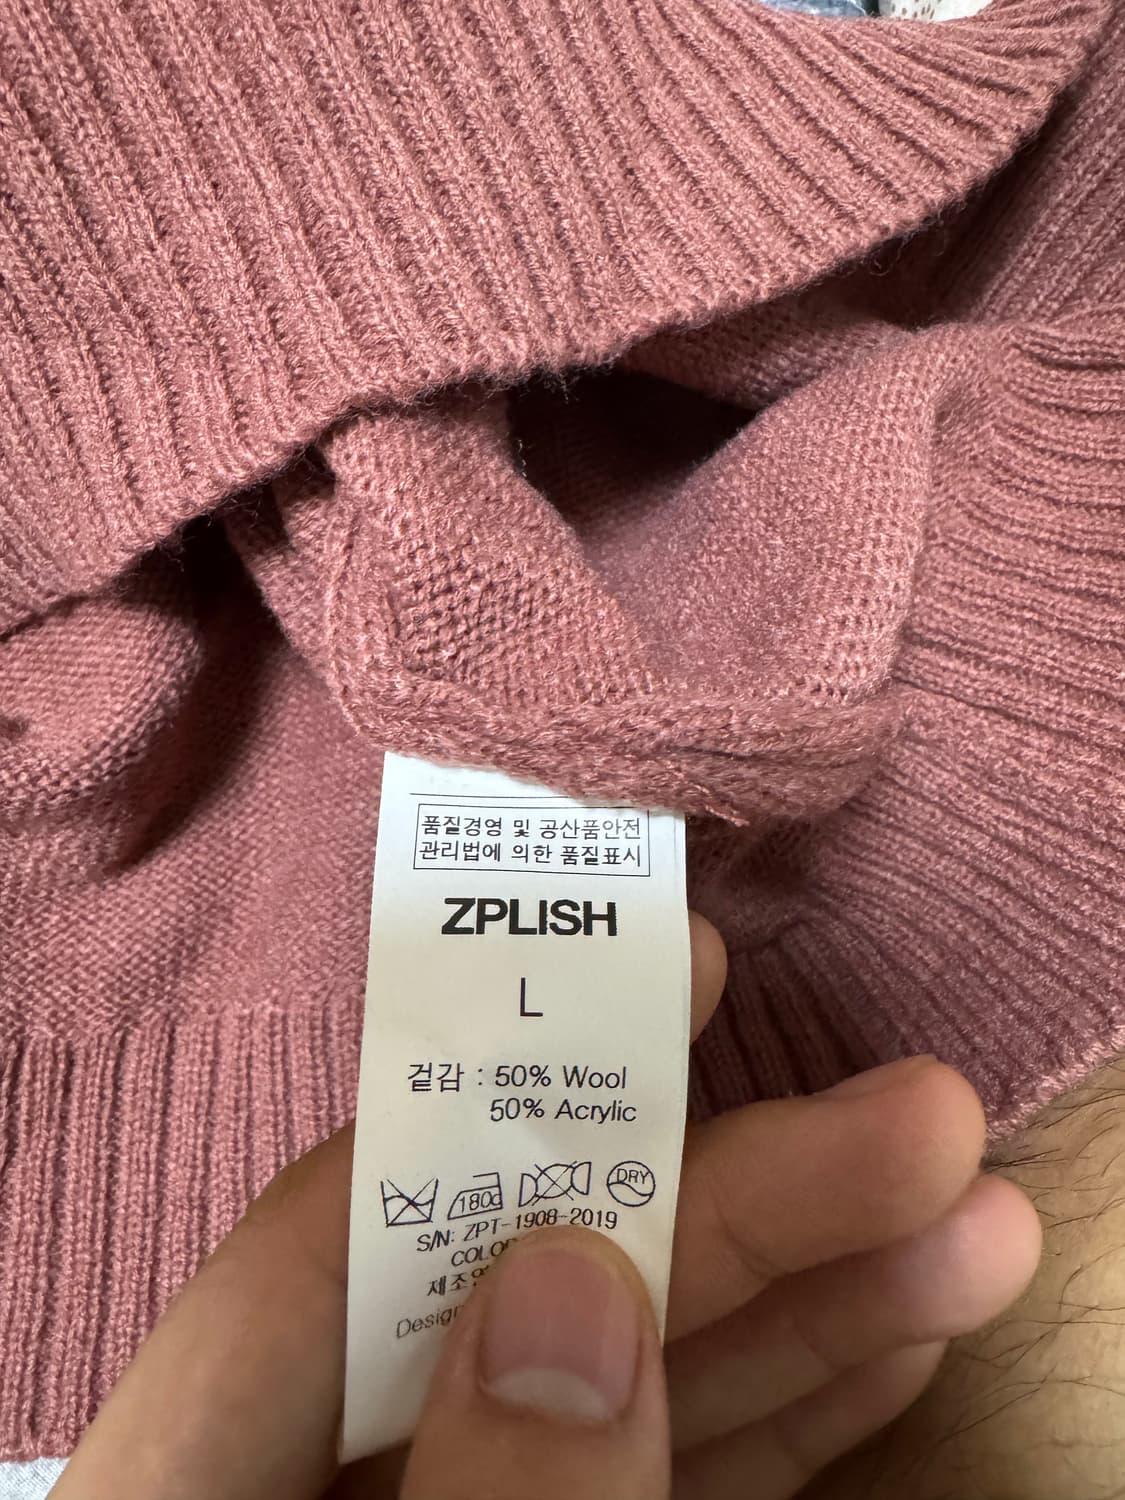 품질경영 및 공산품안전
관리법에 의한 품질표시
ZPLISH
L
겉감 : 50% Wool
50% Acrylic
180c DRY
S/N: ZPT-1908-2019